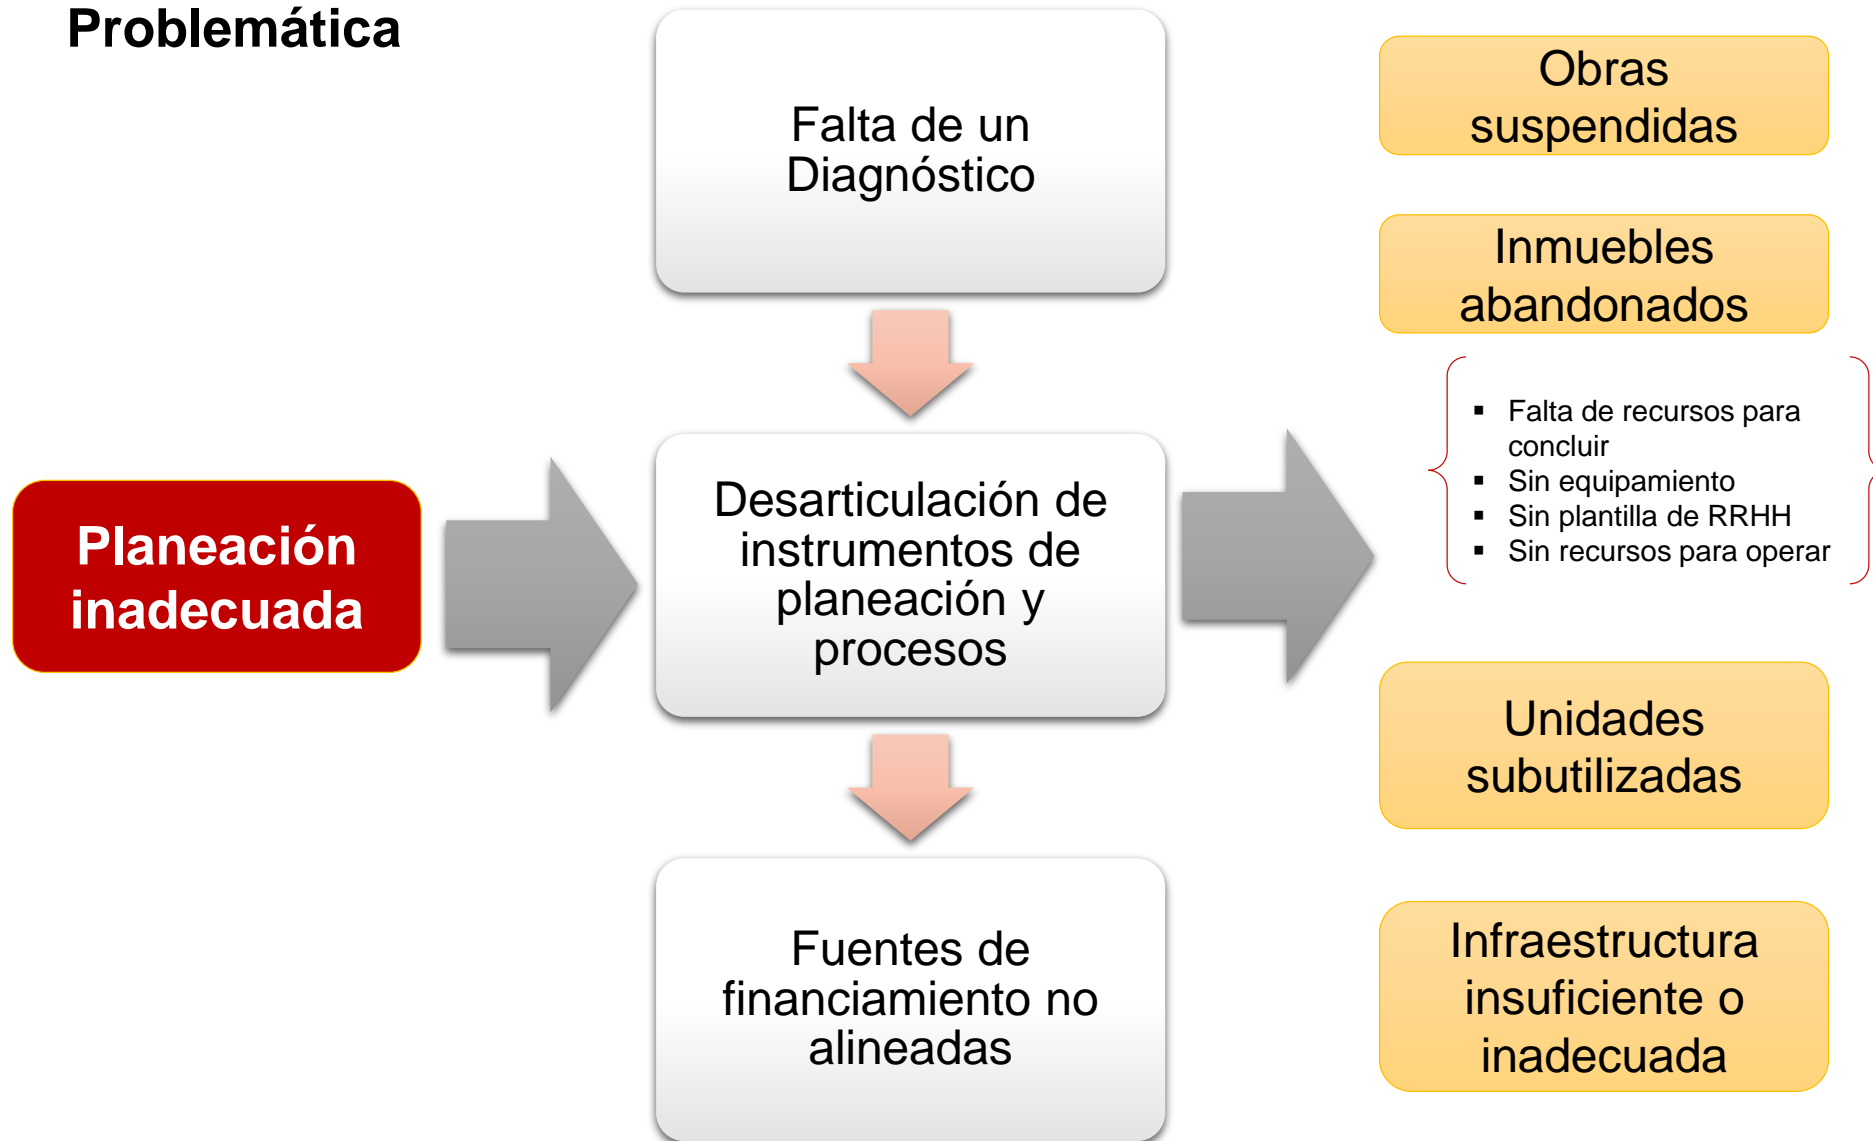 Problemática
Planeación
inadecuada
Falta de un
Diagnóstico
Desarticulación de
instrumentos de
planeación y
procesos
Fuentes de
financiamiento no
alineadas
Obras
suspendidas
Inmuebles
abandonados
▪ Falta de recursos para
concluir
▪ Sin equipamiento
▪ Sin plantilla de RRHH
▪ Sin recursos para operar
Unidades
subutilizadas
Infraestructura
insuficiente o
inadecuada